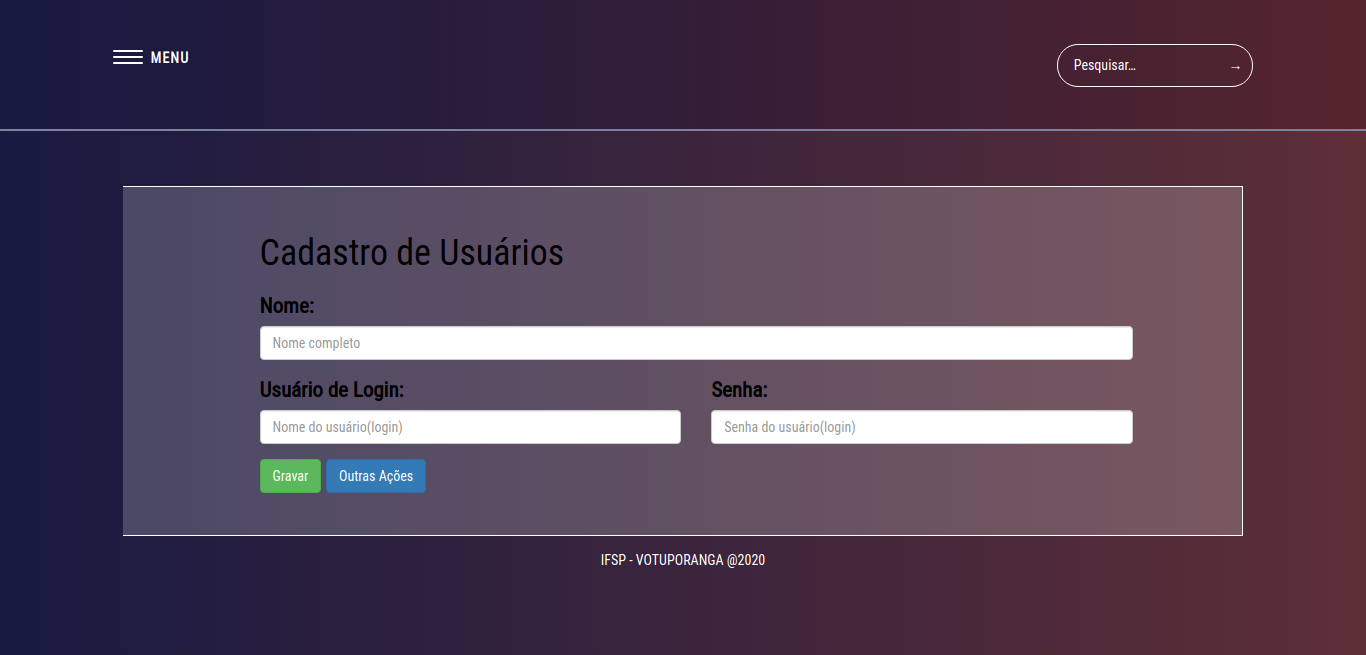 MENU
Pesquisar... →
Cadastro de Usuários
Nome:
Nome completo
Usuário de Login: Senha:
Nome do usuário(login) Senha do usuário(login)
Gravar Outras Ações
IFSP - VOTUPORANGA @2020